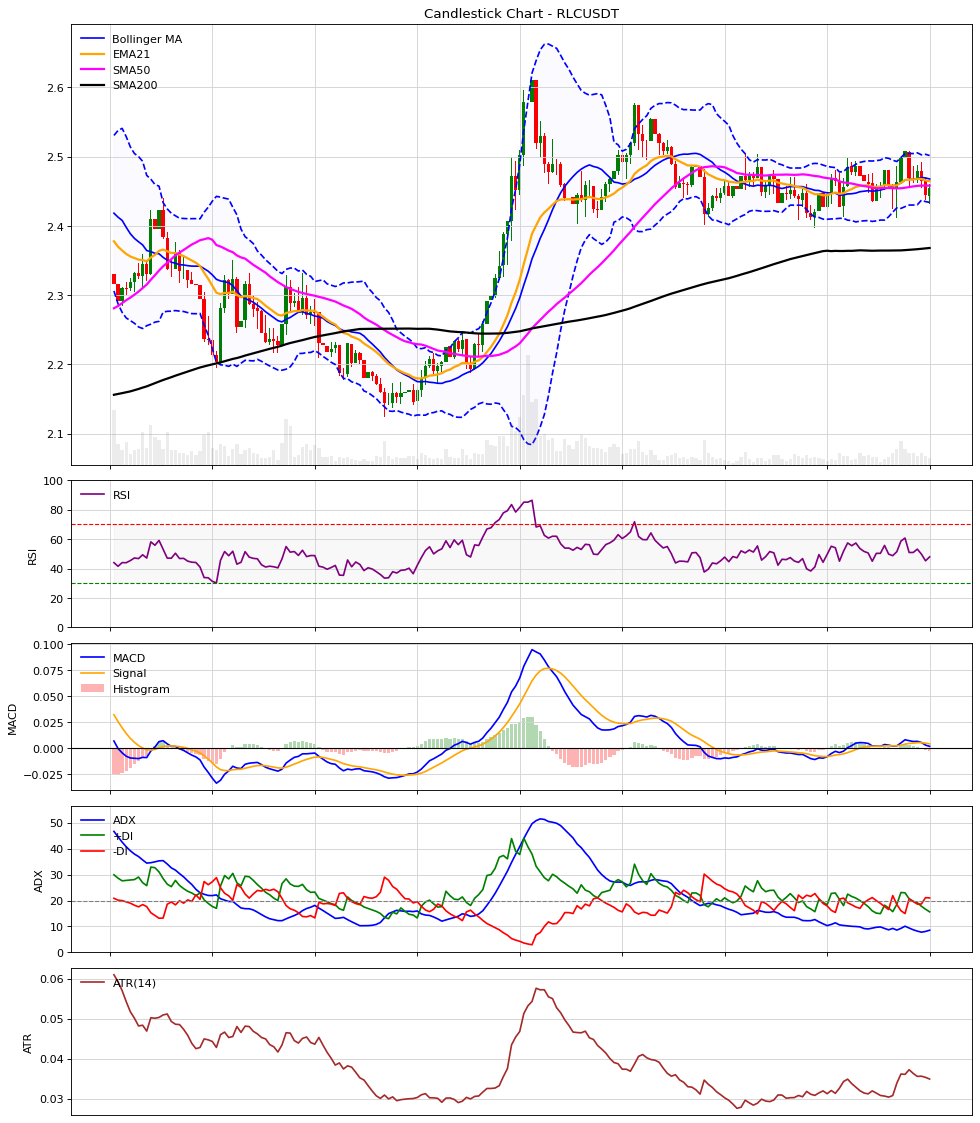 Candlestick Chart - RLCUSDT
Bollinger MA
EMA21
SMA50
SMA200
2.6
2.5
2.4
2.3
2.2
2.1
RSI
RSI
100
80
60
40
20
0
MACD
Signal
Histogram
MACD
0.100
0.075
0.050
0.025
0.000
−0.025
ADX
+DI
-DI
ADX
50
40
30
20
10
0
ATR(14)
ATR
0.06
0.05
0.04
0.03